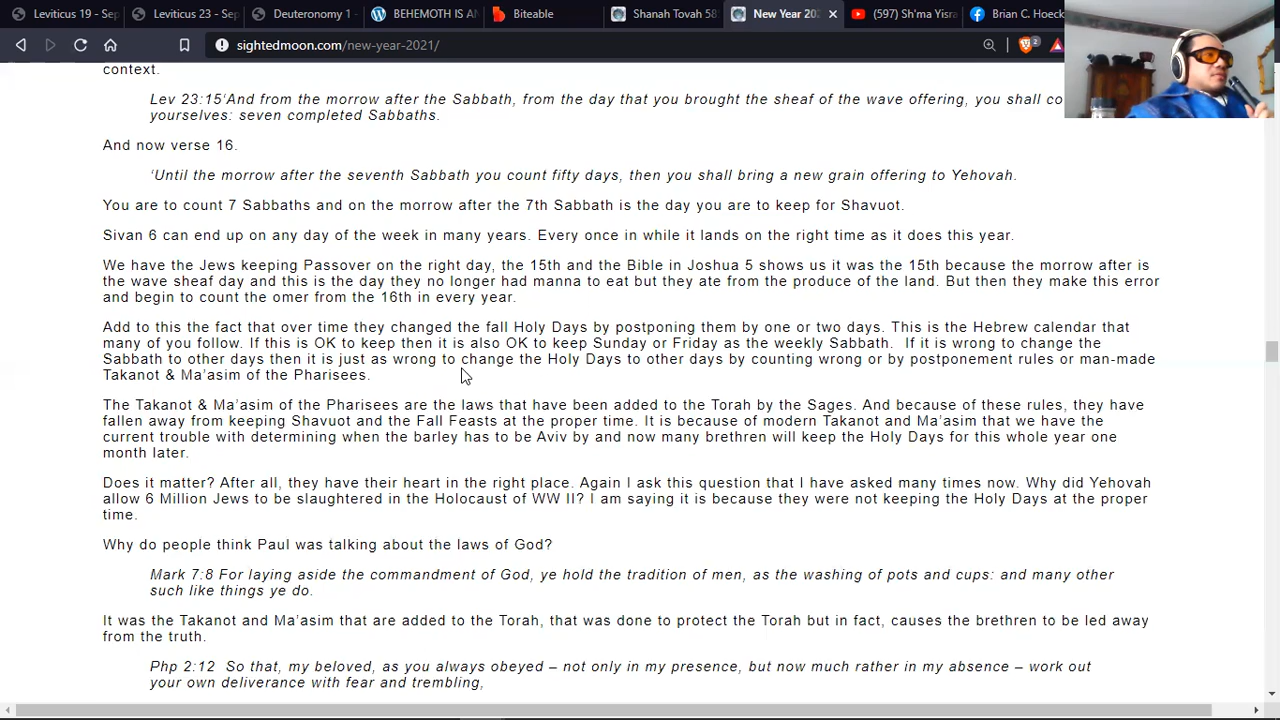 Leviticus 19 - Sep
Leviticus 23 - Sep
Deuteronomy 1 -
BEHEMOTH IS AN
Biteable
Shanah Tovah 58
New Year 202
(597) Sh'ma Yisra
Brian C. Hoeck
sightedmoon.com/new-year-2021/
2
context.
Lev 23:15'And from the morrow after the Sabbath, from the day that you brought the sheaf of the wave offering, you shall co
yourselves: seven completed Sabbaths.
And now verse 16.
'Until the morrow after the seventh Sabbath you count fifty days, then you shall bring a new grain offering to Yehovah.
You are to count 7 Sabbaths and on the morrow after the 7th Sabbath is the day you are to keep for Shavuot.
Sivan 6 can end up on any day of the week in many years. Every once in while it lands on the right time as it does this year.
We have the Jews keeping Passover on the right day, the 15th and the Bible in Joshua 5 shows us it was the 15th because the morrow after is
the wave sheaf day and this is the day they no longer had manna to eat but they ate from the produce of the land. But then they make this error
and begin to count the omer from the 16th in every year.
Add to this the fact that over time they changed the fall Holy Days by postponing them by one or two days. This is the Hebrew calendar that
many of you follow. If this is OK to keep then it is also OK to keep Sunday or Friday as the weekly Sabbath. If it is wrong to change the
Sabbath to other days then it is just as wrong to change the Holy Days to other days by counting wrong or by postponement rules or man-made
Takanot & Ma'asim of the Pharisees.
The Takanot & Ma'asim of the Pharisees are the laws that have been added to the Torah by the Sages. And because of these rules, they have
fallen away from keeping Shavuot and the Fall Feasts at the proper time. It is because of modern Takanot and Ma'asim that we have the
current trouble with determining when the barley has to be Aviv by and now many brethren will keep the Holy Days for this whole year one
month later.
Does it matter? After all, they have their heart in the right place. Again I ask this question that I have asked many times now. Why did Yehovah
allow 6 Million Jews to be slaughtered in the Holocaust of WW II? I am saying it is because they were not keeping the Holy Days at the proper
time.
Why do people think Paul was talking about the laws of God?
Mark 7:8 For laying aside the commandment of God, ye hold the tradition of men, as the washing of pots and cups: and many other
such like things ye do.
It was the Takanot and Ma'asim that are added to the Torah, that was done to protect the Torah but in fact, causes the brethren to be led away
from the truth.
Php 2:12 So that, my beloved, as you always obeyed – not only in my presence, but now much rather in my absence – work out
your own deliverance with fear and trembling,